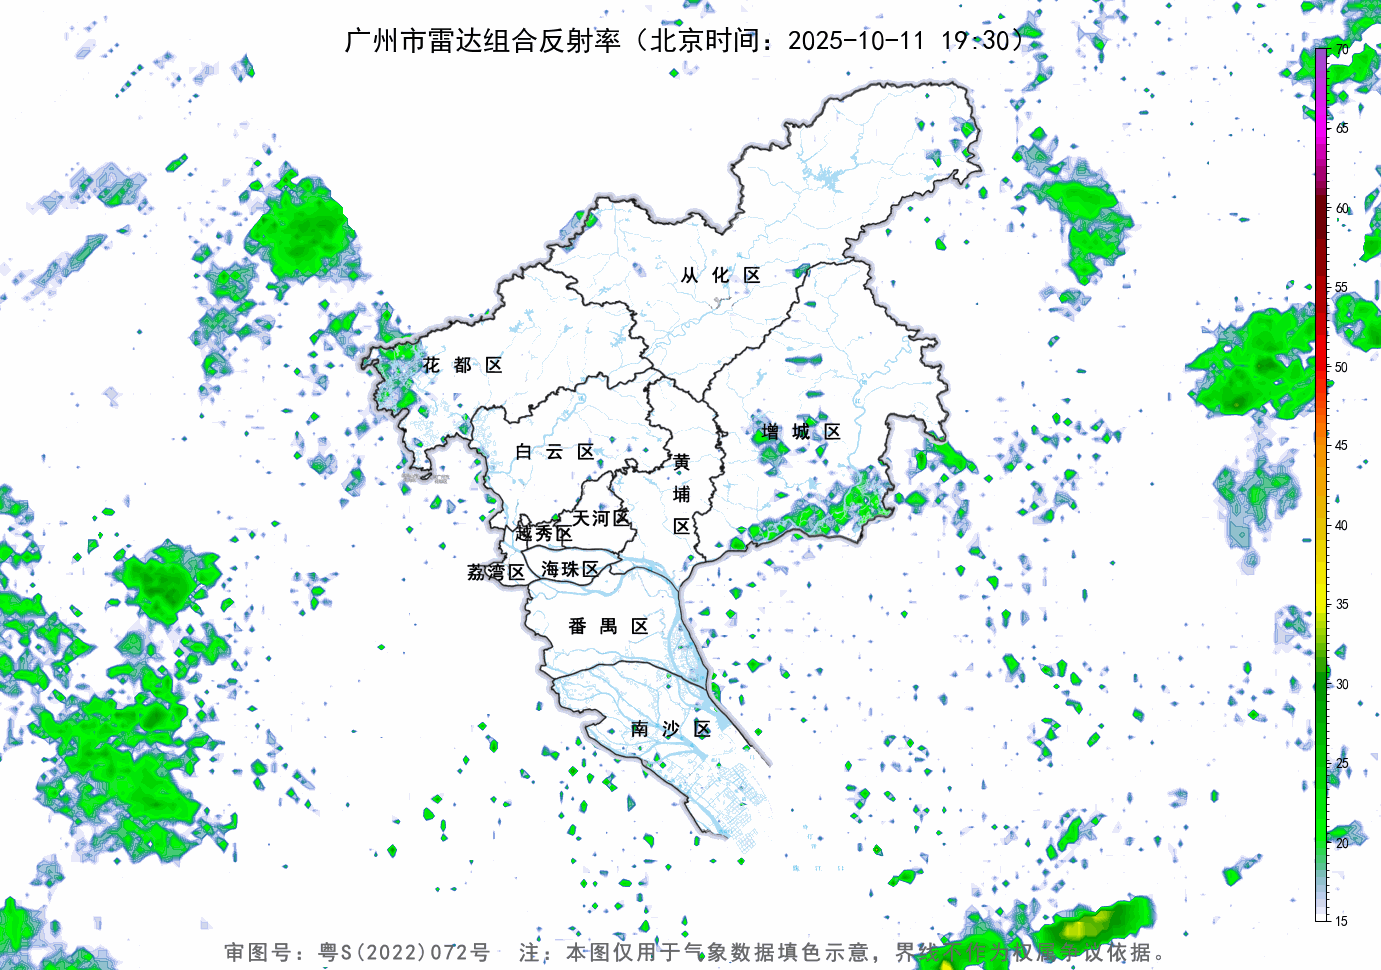 广州市雷达组合反射率（北京时间：2025-10-11 19:30）
70
65
60
55
50
45
40
35
30
25
20
15
从化区
花都区
增城区
白云区
黄埔区
天河区
越秀区
海珠区
荔湾区
番禺区
南沙区
审图号：粤S(2022)072号 注：本图仅用于气象数据填色示意，界线不作为权属争议依据。